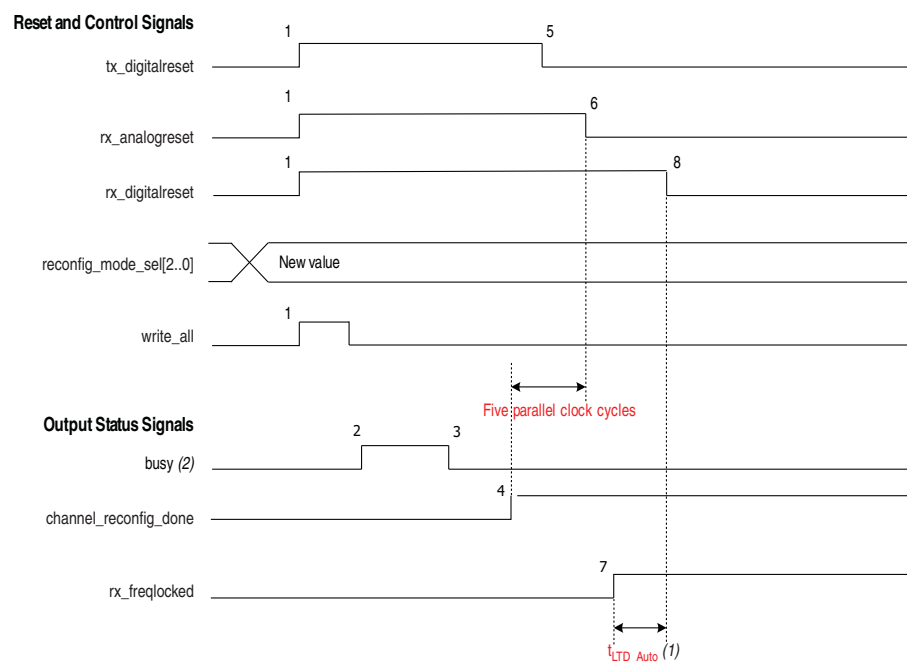 Reset and Control Signals
1 5
tx_digitalreset
1 6
rx_analogreset
1 8
rx_digitalreset
reconfig_mode_sel[2..0] New value
1
write_all
Five parallel clock cycles
Output Status Signals
2 3
busy (2)
4
channel_reconfig_done
7
rx_freqlocked
tLTD_Auto (1)